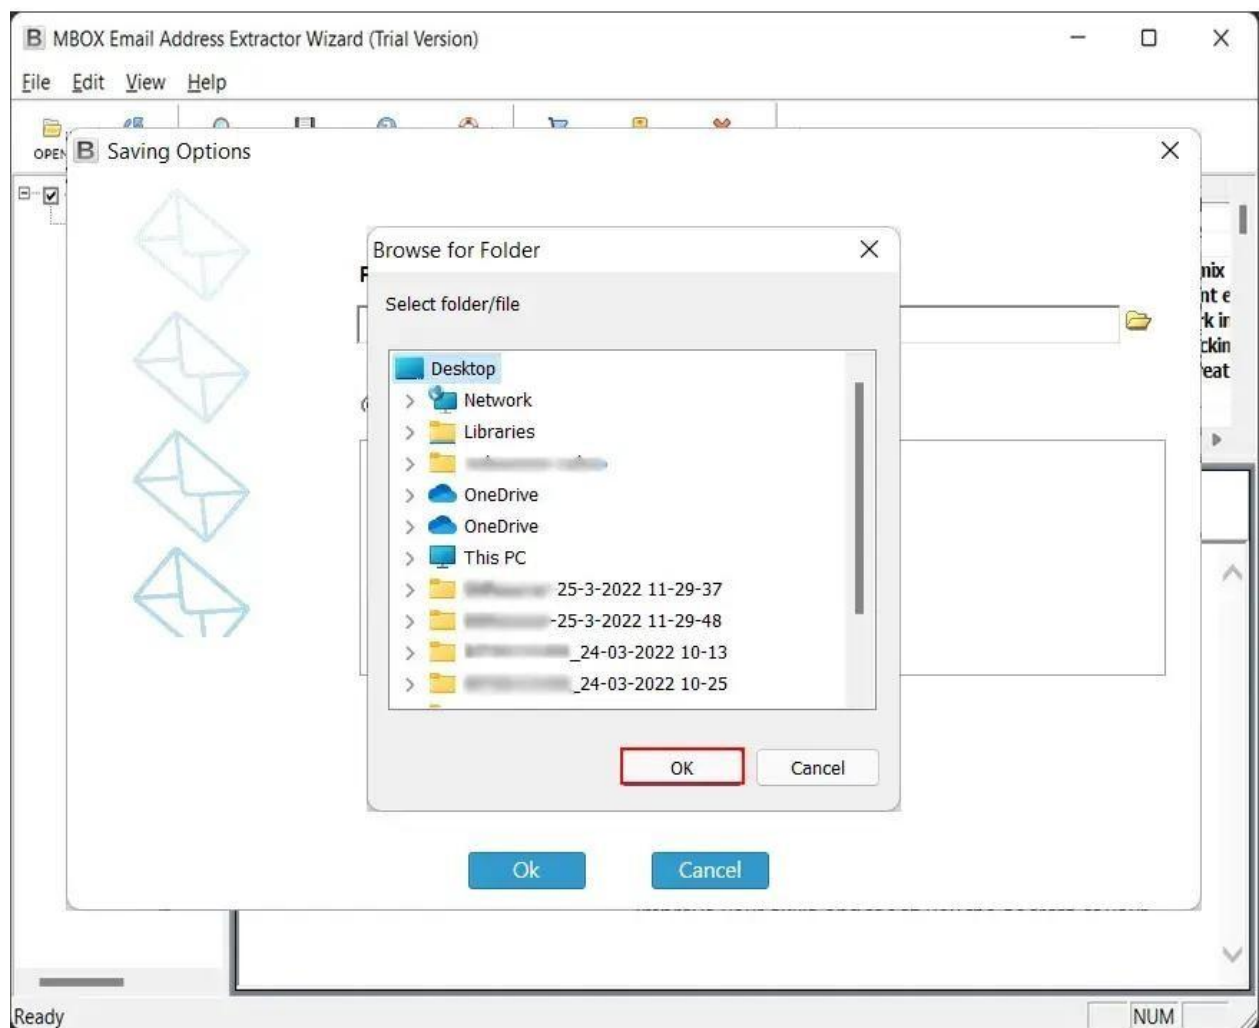 B MBOX Email Address Extractor Wizard (Trial Version)
File Edit View Help
OPEN
B Saving Options
Browse for Folder
Select folder/file
Desktop
Network
Libraries
OneDrive
OneDrive
This PC
-25-3-2022 11-29-37
-25-3-2022 11-29-48
_24-03-2022 10-13
_24-03-2022 10-25
OK Cancel
Ok Cancel
Ready NUM